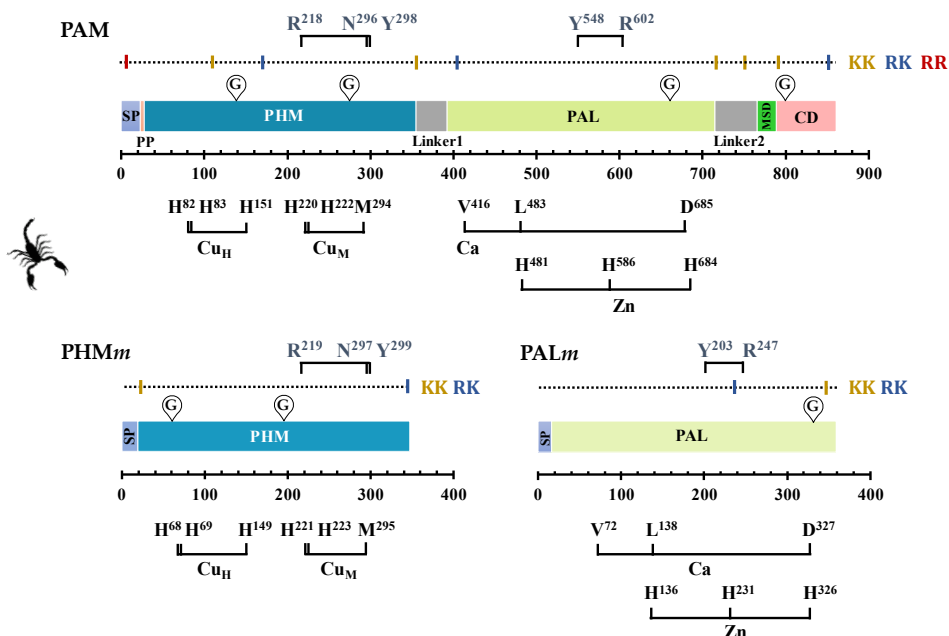 R²¹⁸ N²⁹⁶ Y²⁹⁸ Y⁵⁴⁸ R⁶⁰²
PAM
KK RK RR
G G G G
SP PHM PAL MSD CD
PP Linker1 Linker2
0 100 200 300 400 500 600 700 800 900
H⁸² H⁸³ H¹⁵¹ H²²⁰ H²²² M²⁹⁴ V⁴¹⁶ L⁴⁸³ D⁶⁸⁵
Cu_H Cu_M Ca
H⁴⁸¹ H⁵⁸⁶ H⁶⁸⁴
Zn
PHMm
R²¹⁹ N²⁹⁷ Y²⁹⁹
KK RK
G G
SP PHM
0 100 200 300 400
H⁶⁸ H⁶⁹ H¹⁴⁹ H²²¹ H²²³ M²⁹⁵
Cu_H Cu_M
PALm
Y²⁰³ R²⁴⁷
KK RK
G
SP PAL
0 100 200 300 400
V⁷² L¹³⁸ D³²⁷
Ca
H¹³⁶ H²³¹ H³²⁶
Zn